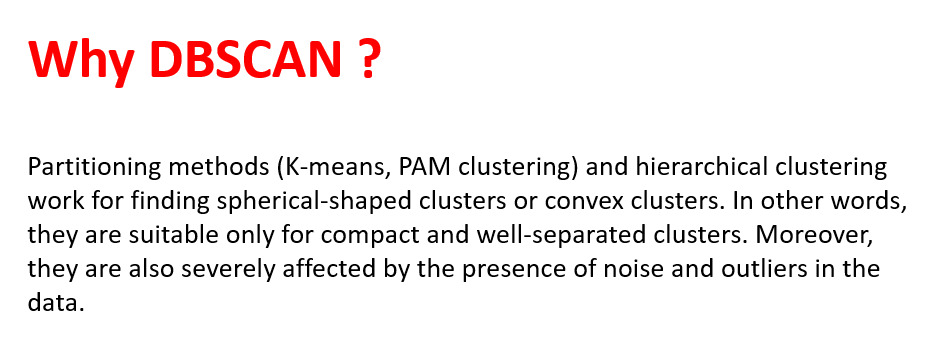 Why DBSCAN ?
Partitioning methods (K-means, PAM clustering) and hierarchical clustering
work for finding spherical-shaped clusters or convex clusters. In other words,
they are suitable only for compact and well-separated clusters. Moreover,
they are also severely affected by the presence of noise and outliers in the
data.